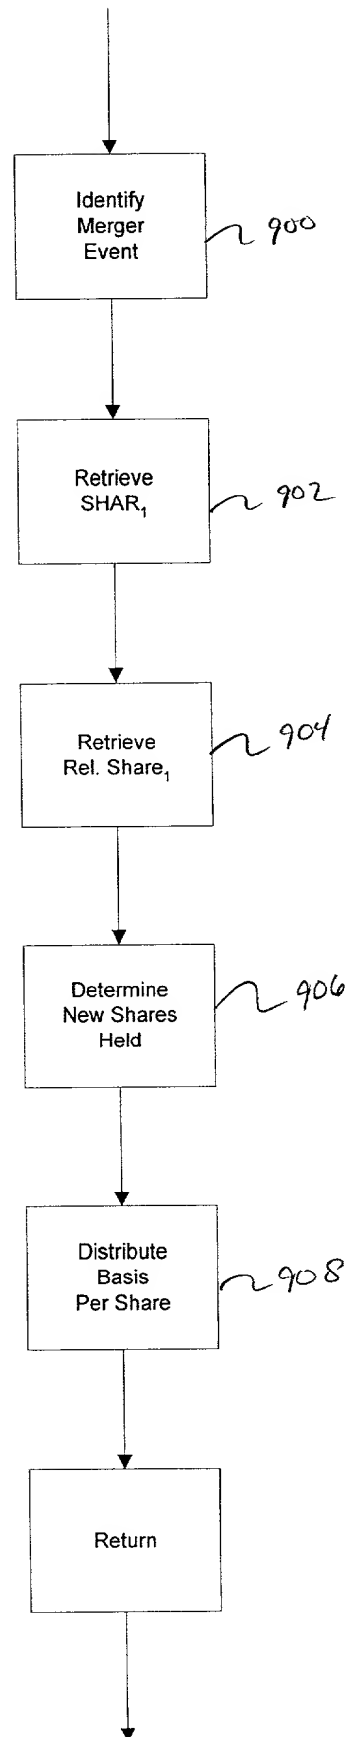 Identify
Merger
Event
900
Retrieve
SHAR₁
902
Retrieve
Rel. Share₁
904
Determine
New Shares
Held
906
Distribute
Basis
Per Share
908
Return